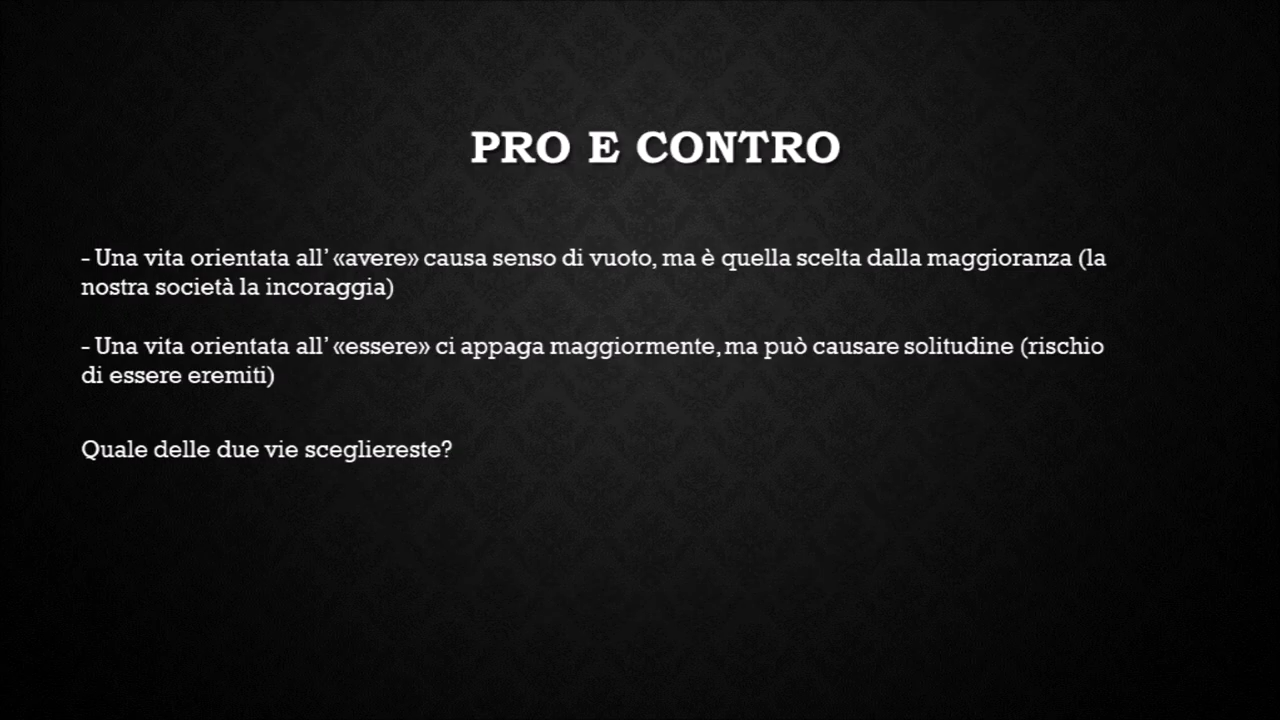 PRO E CONTRO
- Una vita orientata all’ «avere» causa senso di vuoto, ma è quella scelta dalla maggioranza (la
nostra società la incoraggia)
- Una vita orientata all’ «essere» ci appaga maggiormente, ma può causare solitudine (rischio
di essere eremiti)
Quale delle due vie scegliereste?